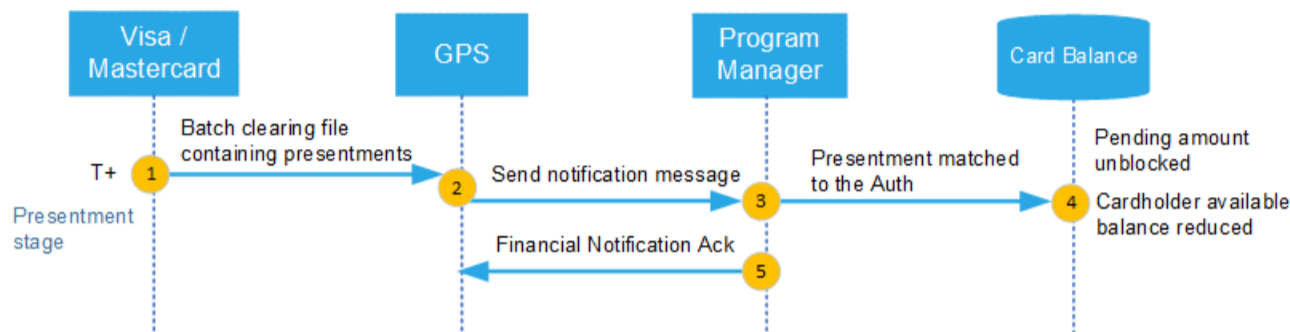 Visa /
Mastercard
GPS
Program
Manager
Card Balance
Batch clearing file
containing presentments
T+
1
Presentment
stage
2
Send notification message
3
Presentment matched
to the Auth
4
Pending amount
unblocked
Cardholder available
balance reduced
Financial Notification Ack
5